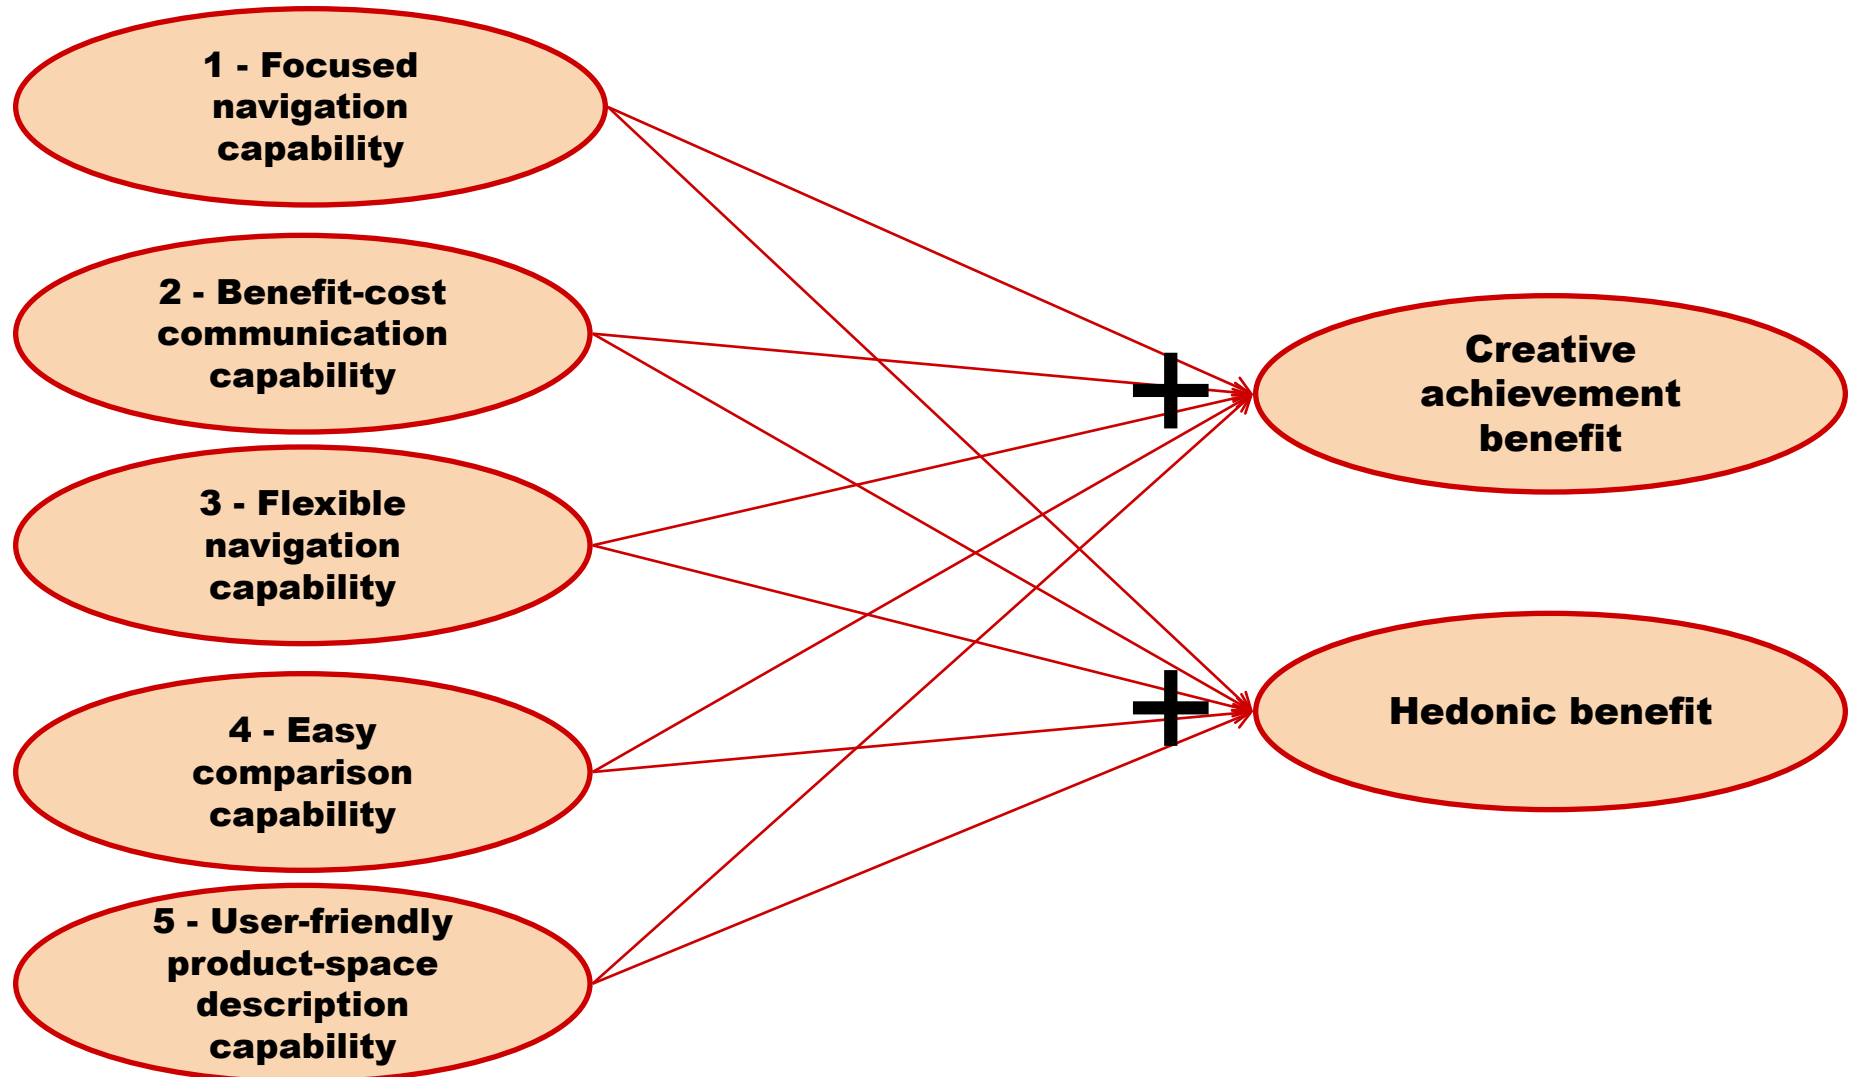 1 - Focused
navigation
capability
2 - Benefit-cost
communication
capability
3 - Flexible
navigation
capability
4 - Easy
comparison
capability
5 - User-friendly
product-space
description
capability
+
Creative
achievement
benefit
+
Hedonic benefit